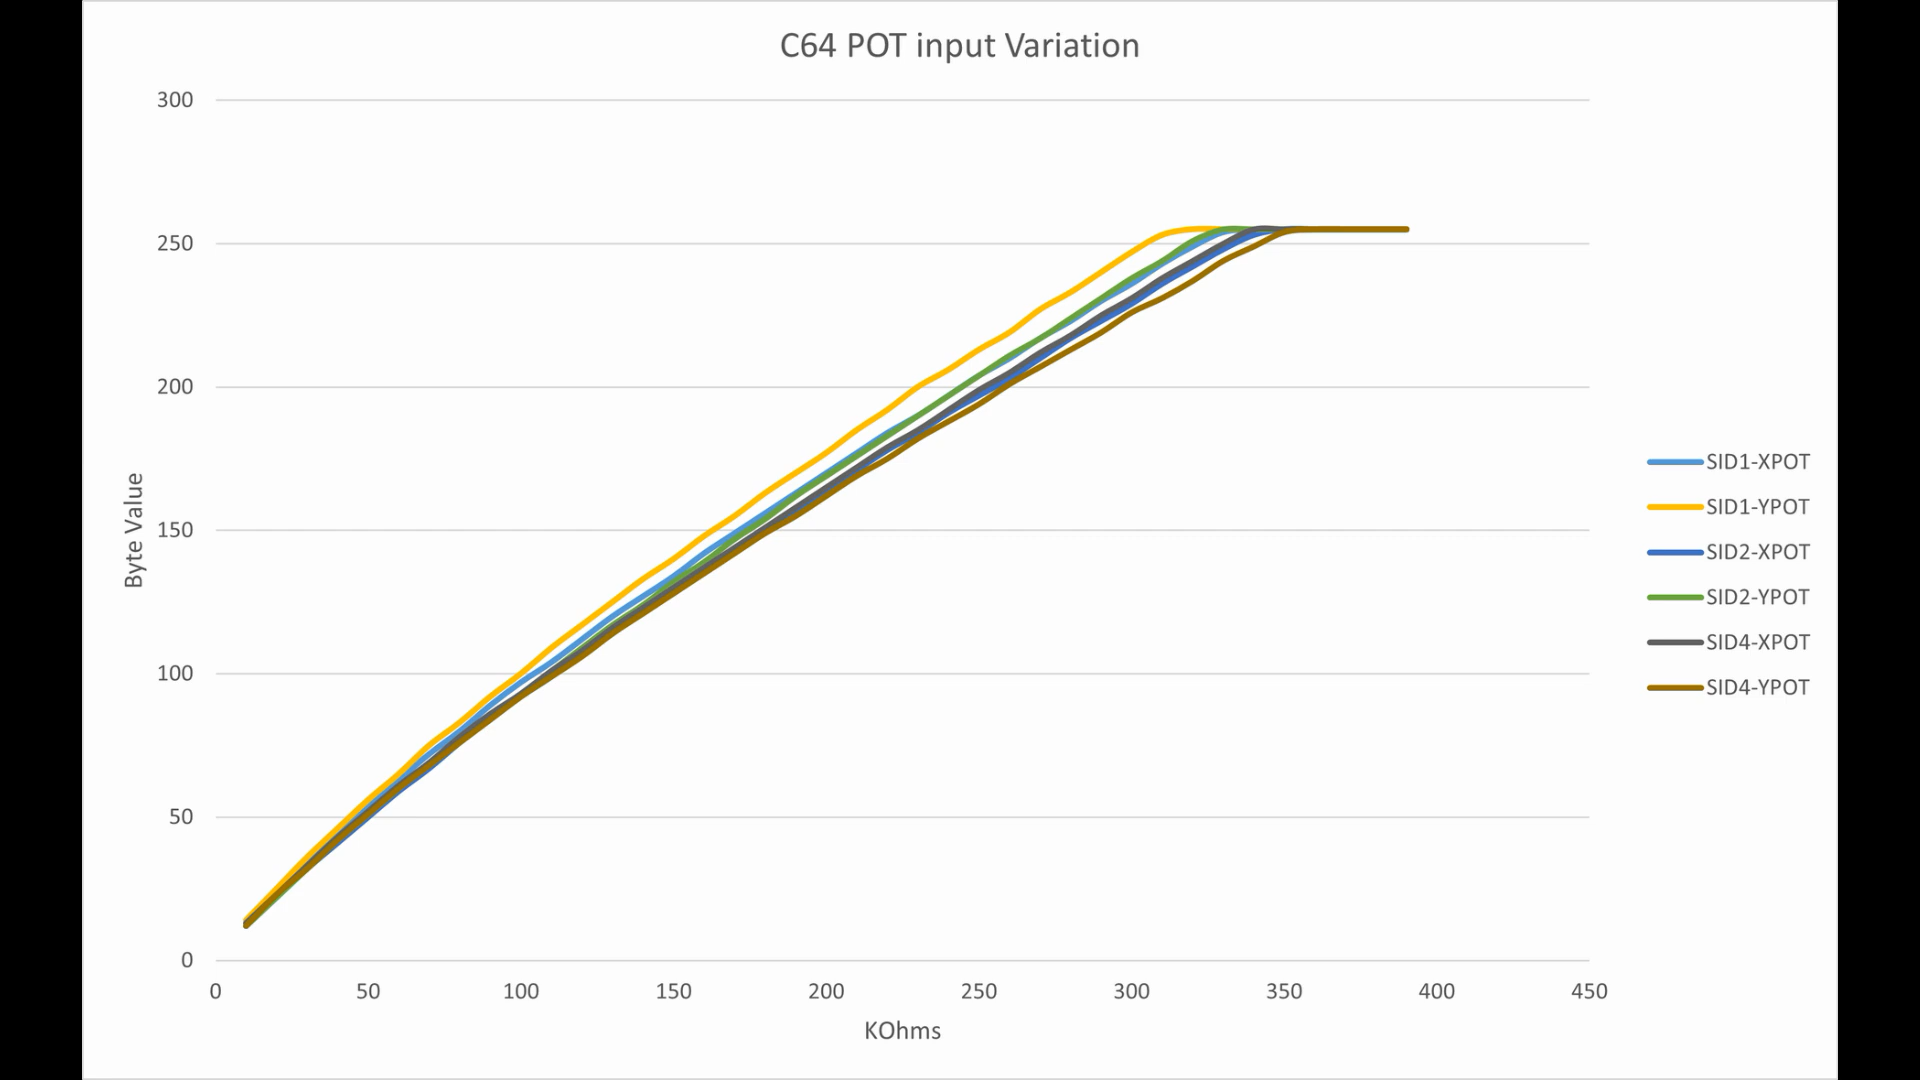 C64 POT input Variation
300
250
200
150
100
50
0
Byte Value
0 50 100 150 200 250 300 350 400 450
KOhms
SID1-XPOT
SID1-YPOT
SID2-XPOT
SID2-YPOT
SID4-XPOT
SID4-YPOT